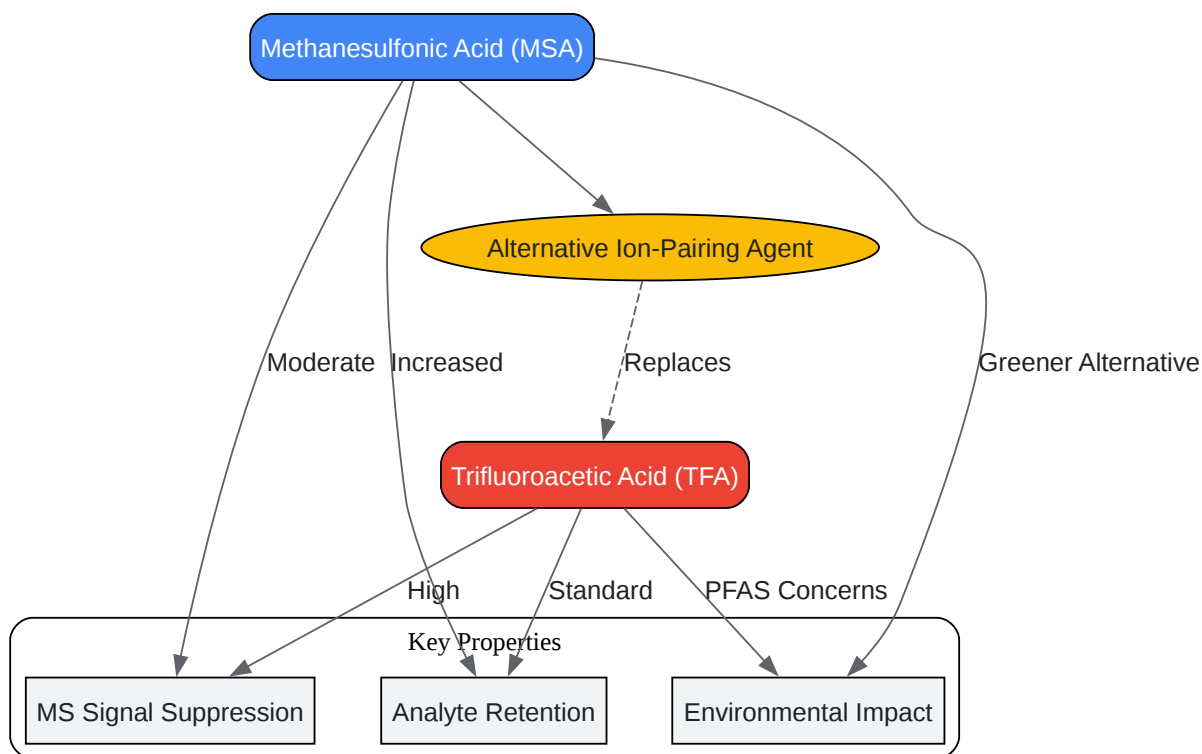 Methanesulfonic Acid (MSA)
Alternative Ion-Pairing Agent
Moderate
Increased
Replaces
Greener Alternative
Trifluoroacetic Acid (TFA)
High
Standard
PFAS Concerns
Key Properties
MS Signal Suppression
Analyte Retention
Environmental Impact